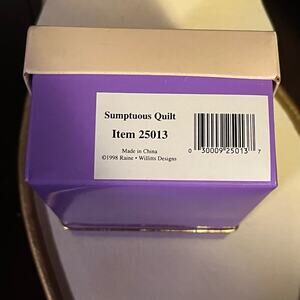 Sumptuous Quilt
Item 25013
Made in China
©1998 Raine • Willitts Designs
0 30009 25013 7